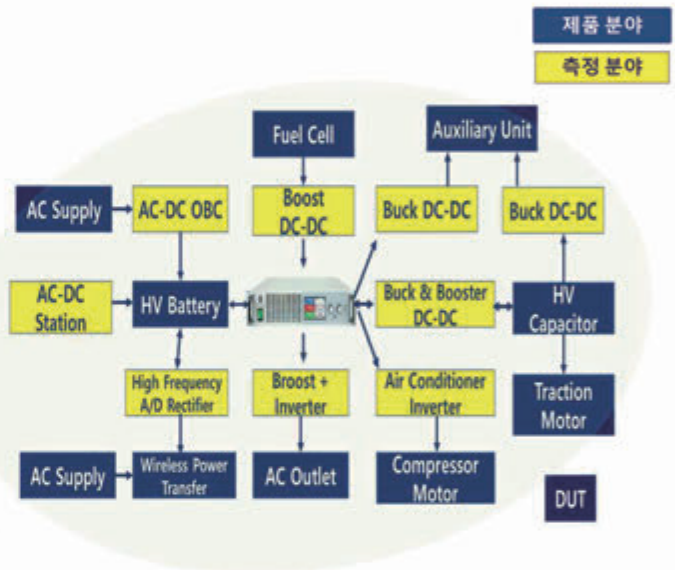 제품 분야
측정 분야
Fuel Cell
Auxiliary Unit
AC Supply
AC-DC OBC
Boost
DC-DC
Buck DC-DC
Buck DC-DC
AC-DC
Station
HV Battery
Buck & Booster
DC-DC
HV
Capacitor
High Frequency
A/D Rectifier
Broost +
Inverter
Air Conditioner
Inverter
Traction
Motor
AC Supply
Wireless Power
Transfer
AC Outlet
Compressor
Motor
DUT